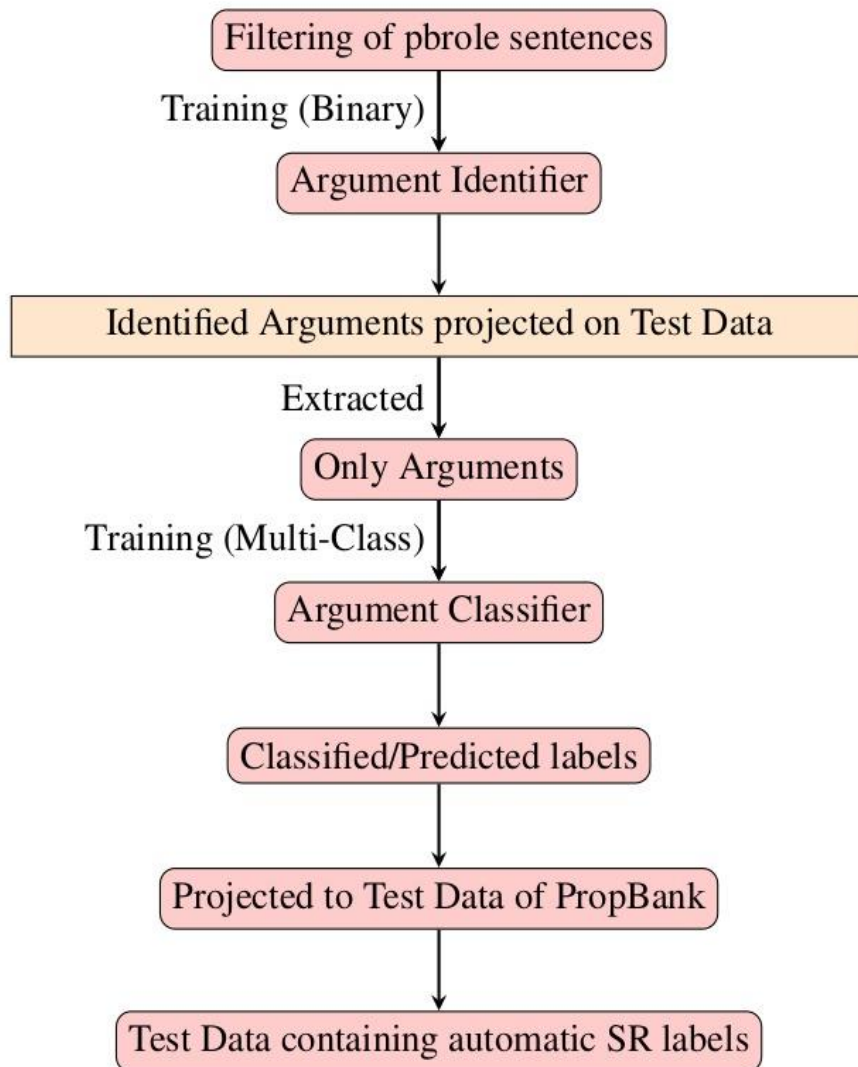 Filtering of pbrole sentences
Training (Binary)
Argument Identifier
Identified Arguments projected on Test Data
Extracted
Only Arguments
Training (Multi-Class)
Argument Classifier
Classified/Predicted labels
Projected to Test Data of PropBank
Test Data containing automatic SR labels